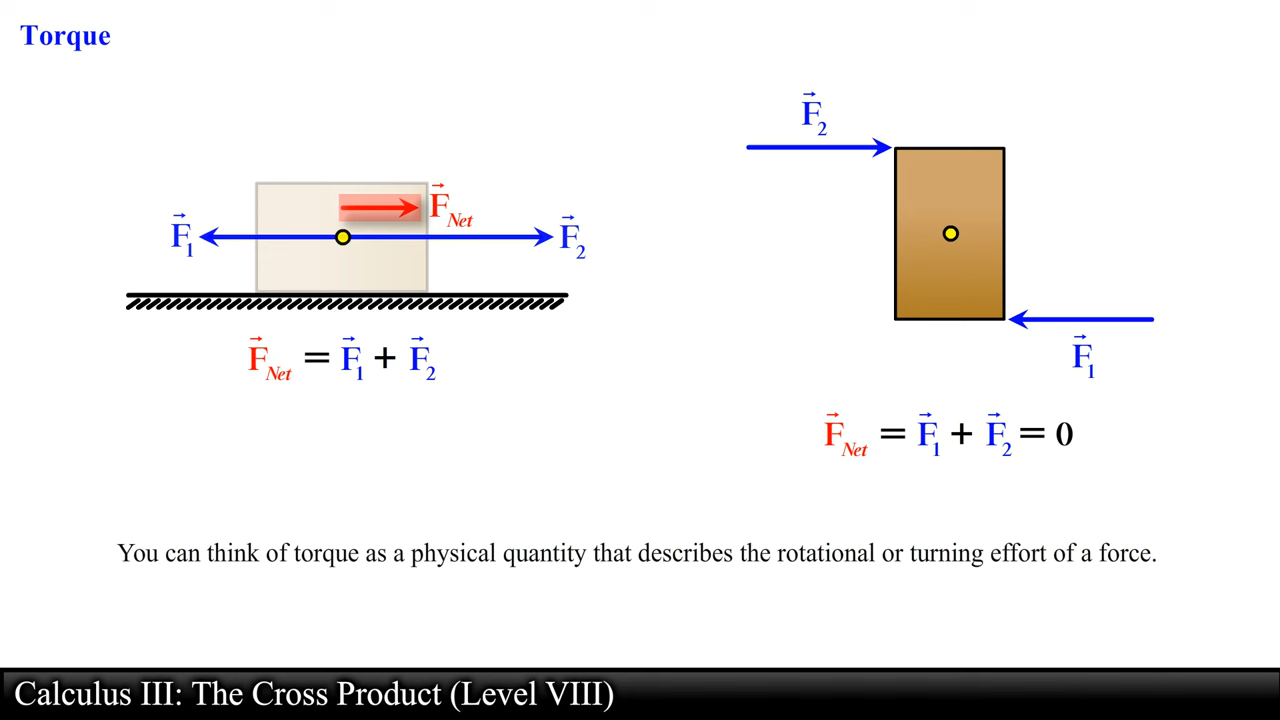 Torque
F⃗₂
F⃗_Net
F⃗₁
F⃗₂
F⃗_Net = F⃗₁ + F⃗₂
F⃗₁
F⃗_Net = F⃗₁ + F⃗₂ = 0
You can think of torque as a physical quantity that describes the rotational or turning effort of a force.
Calculus III: The Cross Product (Level VIII)